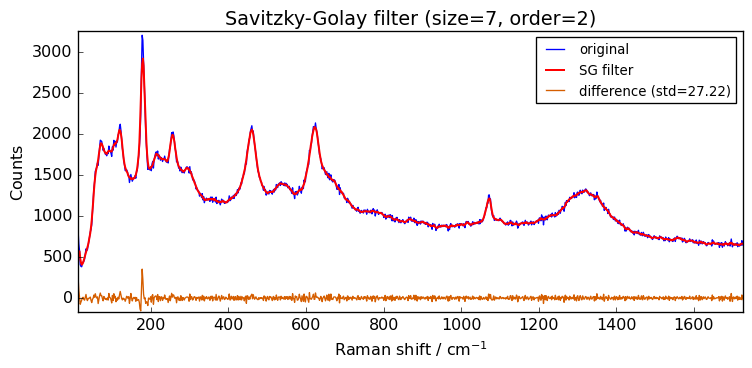 Savitzky-Golay filter (size=7, order=2)
original
SG filter
difference (std=27.22)
Counts
3000
2500
2000
1500
1000
500
0
200 400 600 800 1000 1200 1400 1600
Raman shift / cm⁻¹